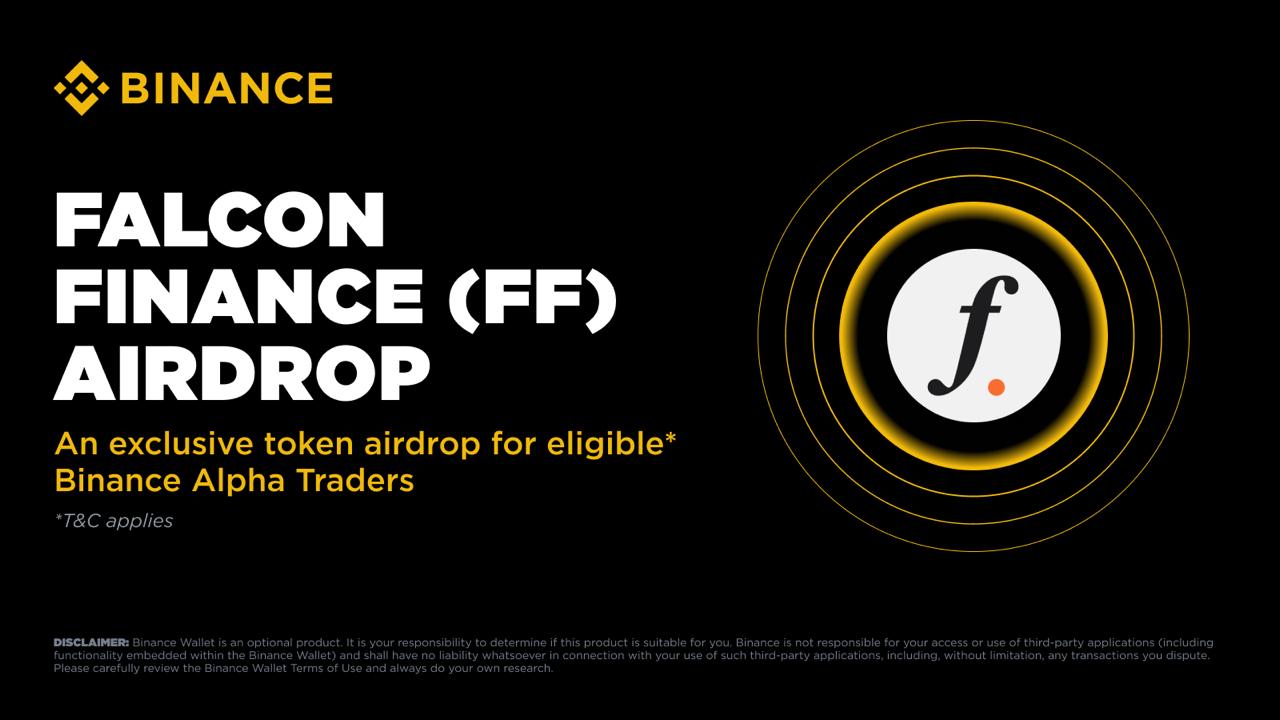 BINANCE
FALCON
FINANCE (FF)
AIRDROP
An exclusive token airdrop for eligible*
Binance Alpha Traders
*T&C applies
f.
DISCLAIMER: Binance Wallet is an optional product. It is your responsibility to determine if this product is suitable for you. Binance is not responsible for your access or use of third-party applications (including
functionality embedded within the Binance Wallet) and shall have no liability whatsoever in connection with your use of such third-party applications, including, without limitation, any transactions you dispute.
Please carefully review the Binance Wallet Terms of Use and always do your own research.